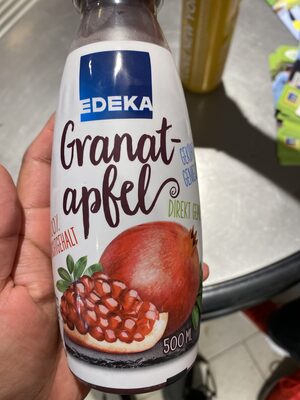 EDEKA
Granat-
apfel
DIREKT
500 ML